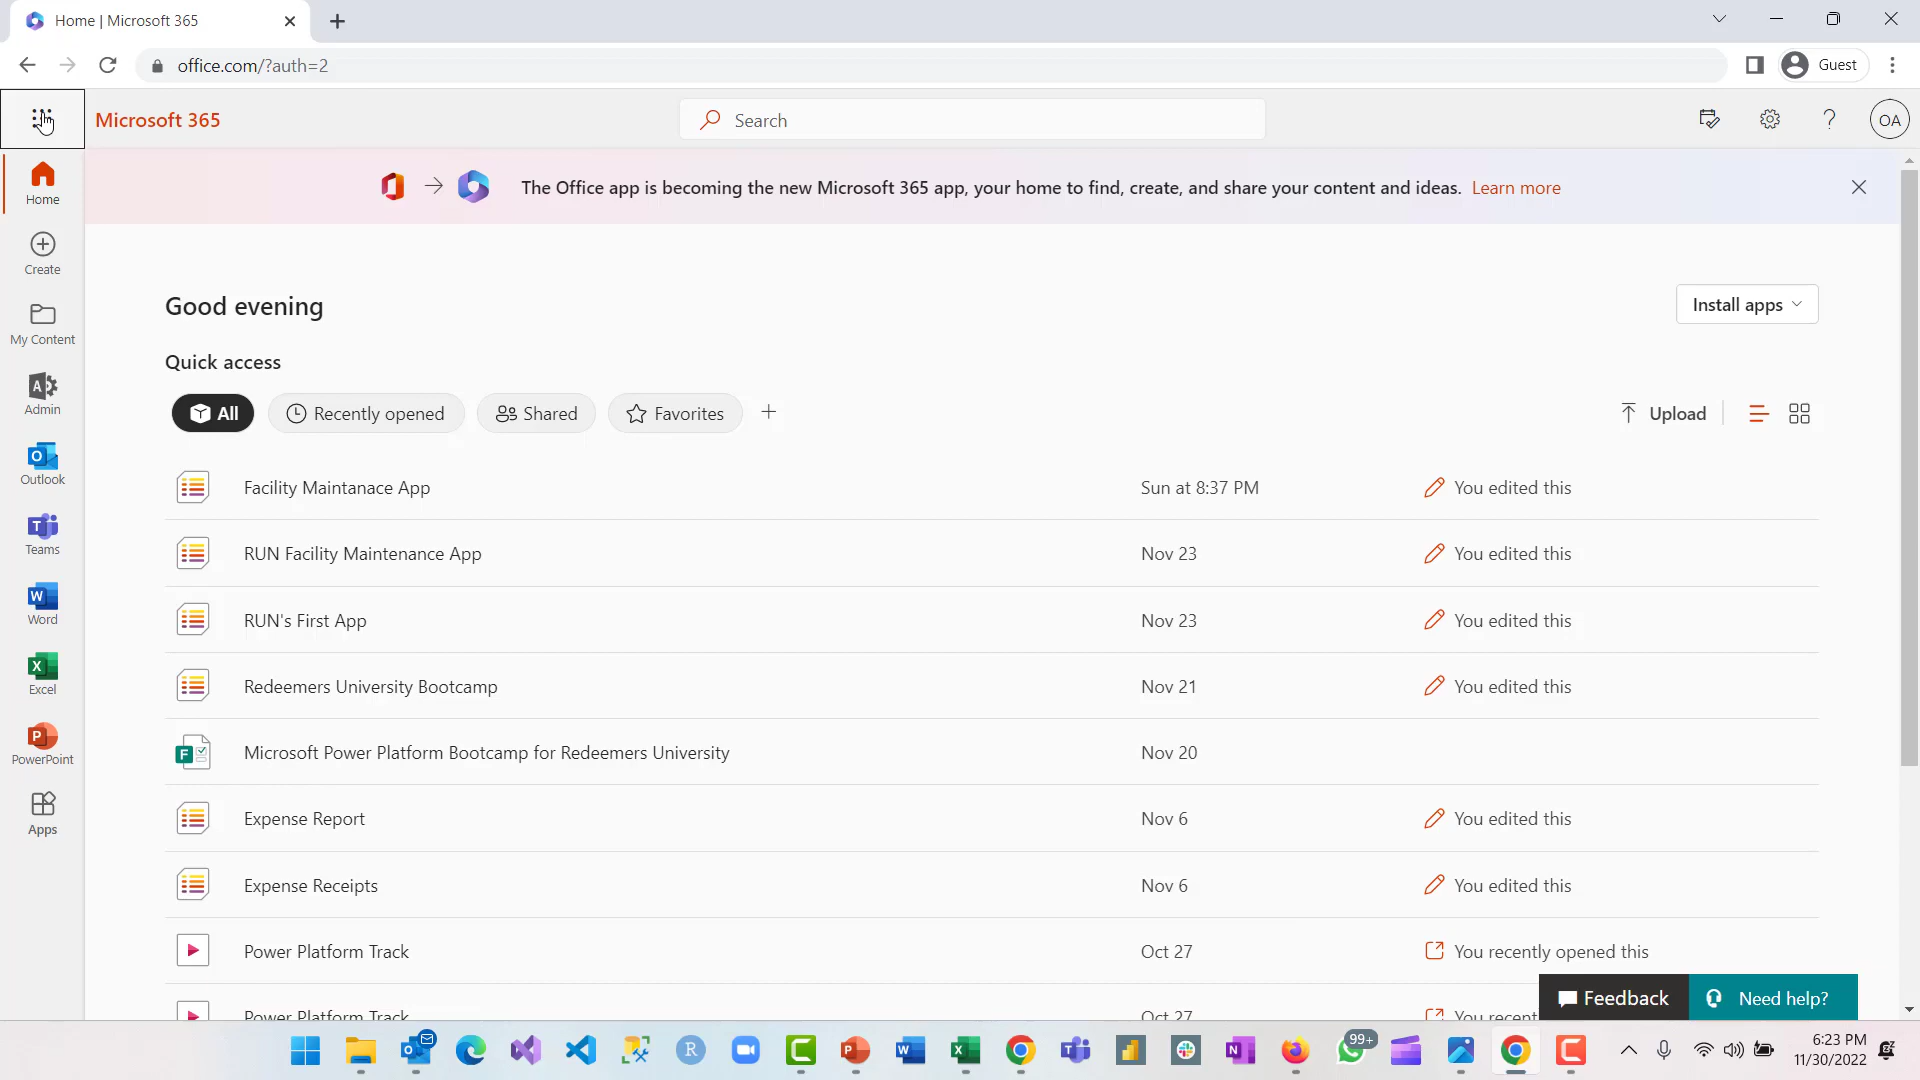 Home | Microsoft 365
office.com/?auth=2
Guest
Microsoft 365
Search
OA
The Office app is becoming the new Microsoft 365 app, your home to find, create, and share your content and ideas. Learn more
Home
Create
My Content
Admin
Outlook
Teams
Word
Excel
PowerPoint
Apps
Good evening
Install apps
Quick access
All
Recently opened
Shared
Favorites
Upload
Facility Maintanace App Sun at 8:37 PM You edited this
RUN Facility Maintenance App Nov 23 You edited this
RUN's First App Nov 23 You edited this
Redeemers University Bootcamp Nov 21 You edited this
Microsoft Power Platform Bootcamp for Redeemers University Nov 20
Expense Report Nov 6 You edited this
Expense Receipts Nov 6 You edited this
Power Platform Track Oct 27 You recently opened this
Power Platform Track Oct 27 You recent
Feedback
Need help?
99+
6:23 PM
11/30/2022